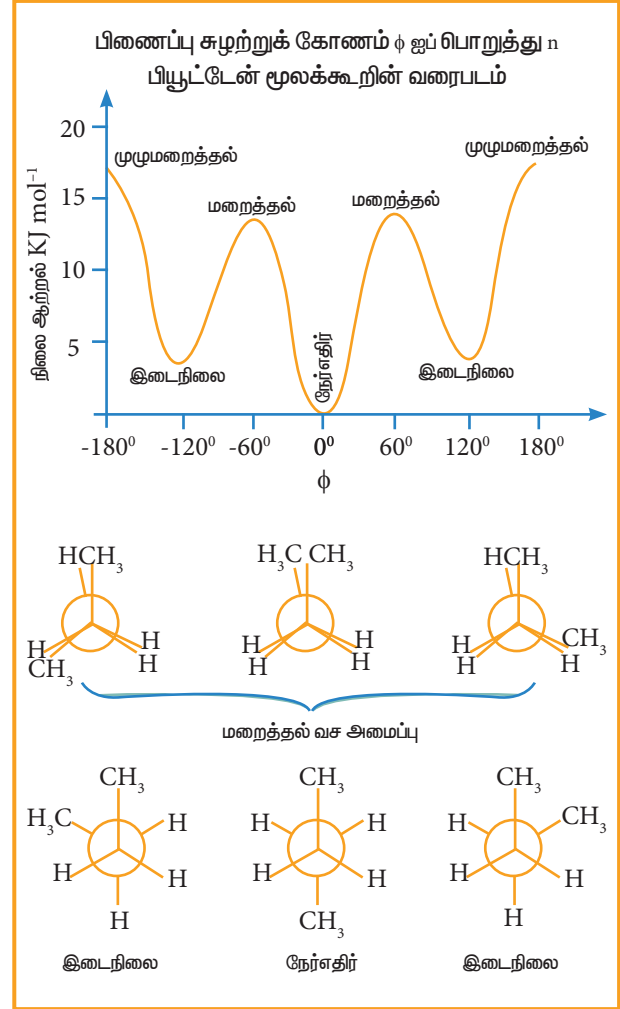 பிணைப்பு சுழற்றுக் கோணம் ϕ ஐப் பொறுத்து n
பியூட்டேன் மூலக்கூறின் வரைபடம்
நிலை ஆற்றல் KJ mol⁻¹
20
15
10
5
முழுமறைத்தல்
மறைத்தல்
மறைத்தல்
முழுமறைத்தல்
இடைநிலை
நேர்எதிர்
இடைநிலை
-180⁰ -120⁰ -60⁰ 0⁰ 60⁰ 120⁰ 180⁰
ϕ
HCH₃ H₃C CH₃ HCH₃
H H H H H CH₃
CH₃ H H H H H
மறைத்தல் வச அமைப்பு
CH₃ CH₃ CH₃
H₃C H H H H CH₃
H H H H H H
H CH₃ H
இடைநிலை நேர்எதிர் இடைநிலை